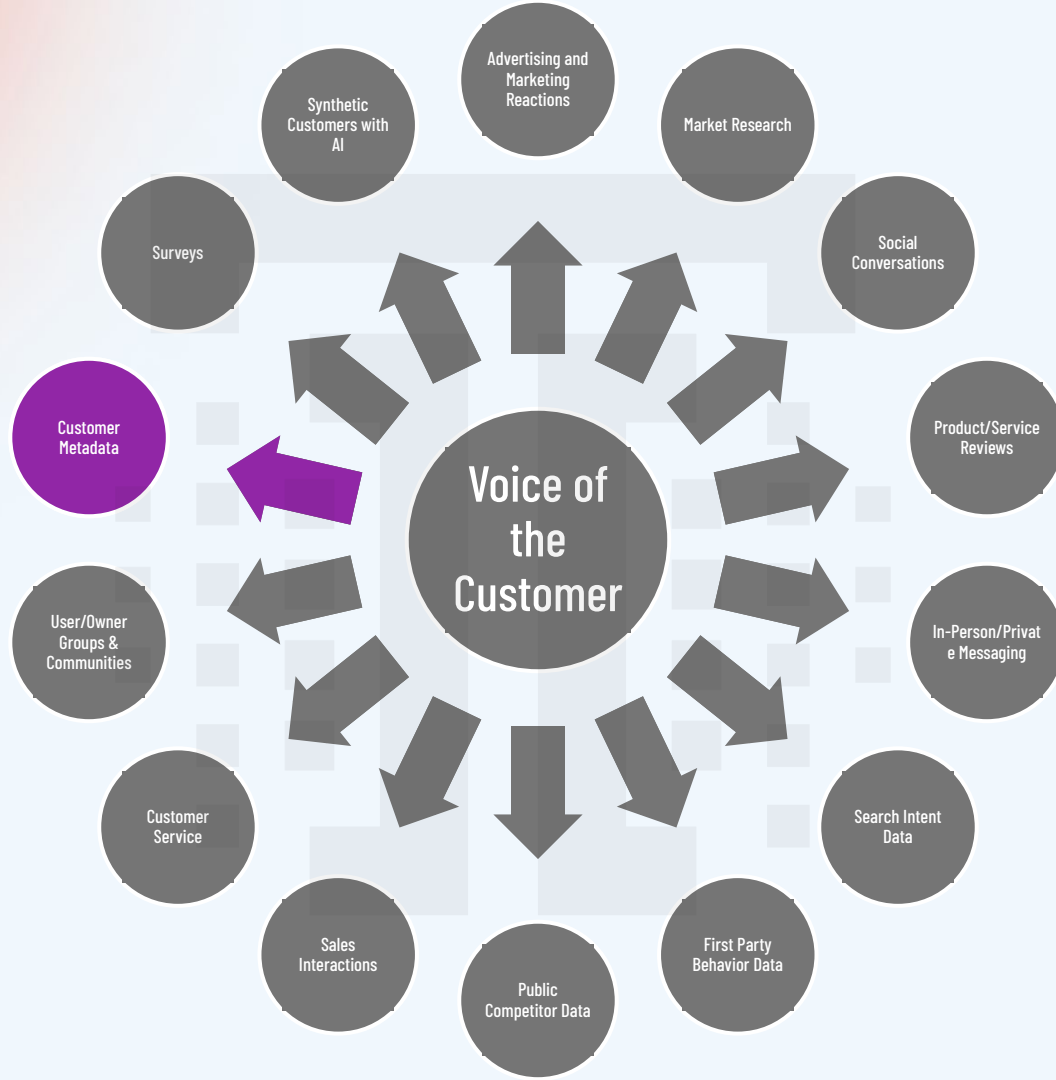 Advertising and
Marketing
Reactions
Market Research
Social
Conversations
Product/Service
Reviews
In-Person/Privat
e Messaging
Search Intent
Data
First Party
Behavior Data
Public
Competitor Data
Sales
Interactions
Customer
Service
User/Owner
Groups &
Communities
Customer
Metadata
Surveys
Synthetic
Customers with
AI
Voice of
the
Customer